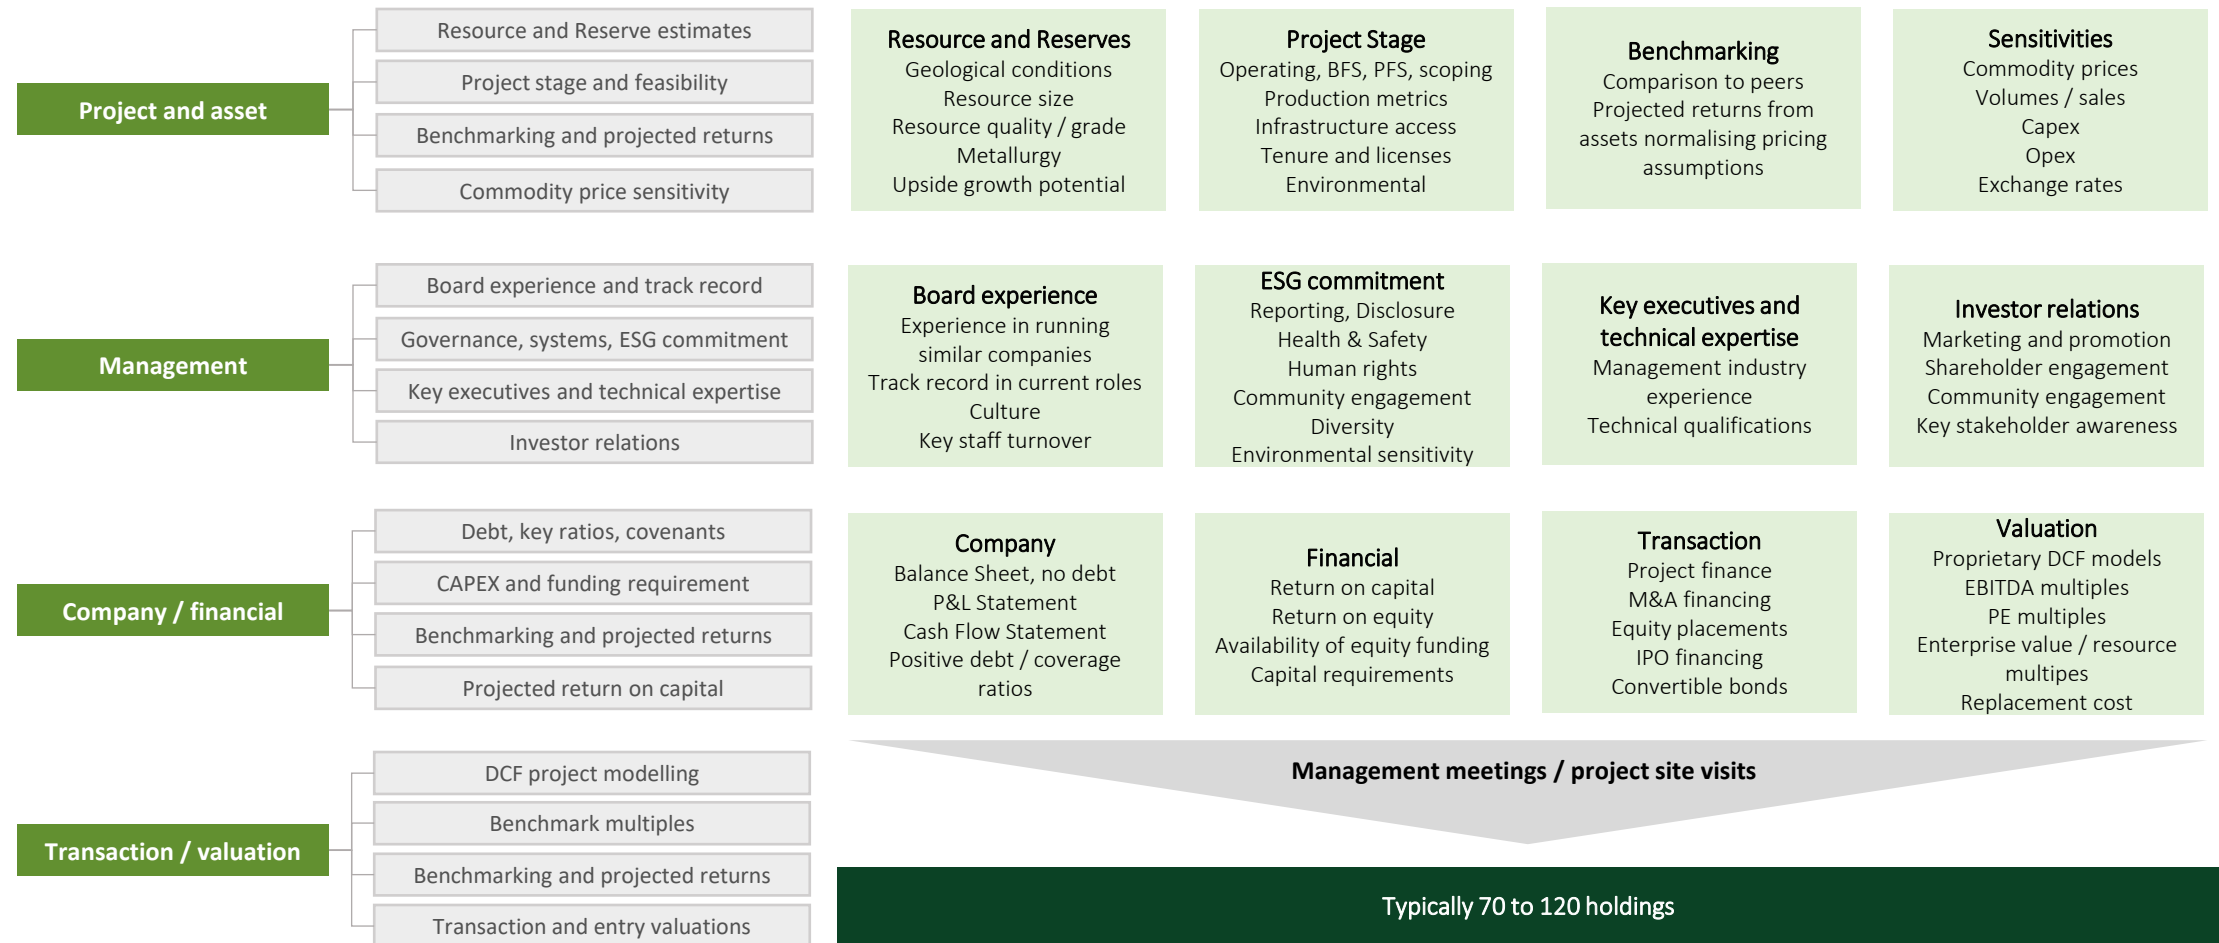 Project and asset
Resource and Reserve estimates
Project stage and feasibility
Benchmarking and projected returns
Commodity price sensitivity
Resource and Reserves
Geological conditions
Resource size
Resource quality / grade
Metallurgy
Upside growth potential
Project Stage
Operating, BFS, PFS, scoping
Production metrics
Infrastructure access
Tenure and licenses
Environmental
Benchmarking
Comparison to peers
Projected returns from
assets normalising pricing
assumptions
Sensitivities
Commodity prices
Volumes / sales
Capex
Opex
Exchange rates
Management
Board experience and track record
Governance, systems, ESG commitment
Key executives and technical expertise
Investor relations
Board experience
Experience in running
similar companies
Track record in current roles
Culture
Key staff turnover
ESG commitment
Reporting, Disclosure
Health & Safety
Human rights
Community engagement
Diversity
Environmental sensitivity
Key executives and
technical expertise
Management industry
experience
Technical qualifications
Investor relations
Marketing and promotion
Shareholder engagement
Community engagement
Key stakeholder awareness
Company / financial
Debt, key ratios, covenants
CAPEX and funding requirement
Benchmarking and projected returns
Projected return on capital
Company
Balance Sheet, no debt
P&L Statement
Cash Flow Statement
Positive debt / coverage
ratios
Financial
Return on capital
Return on equity
Availability of equity funding
Capital requirements
Transaction
Project finance
M&A financing
Equity placements
IPO financing
Convertible bonds
Valuation
Proprietary DCF models
EBITDA multiples
PE multiples
Enterprise value / resource
multipes
Replacement cost
Transaction / valuation
DCF project modelling
Benchmark multiples
Benchmarking and projected returns
Transaction and entry valuations
Management meetings / project site visits
Typically 70 to 120 holdings